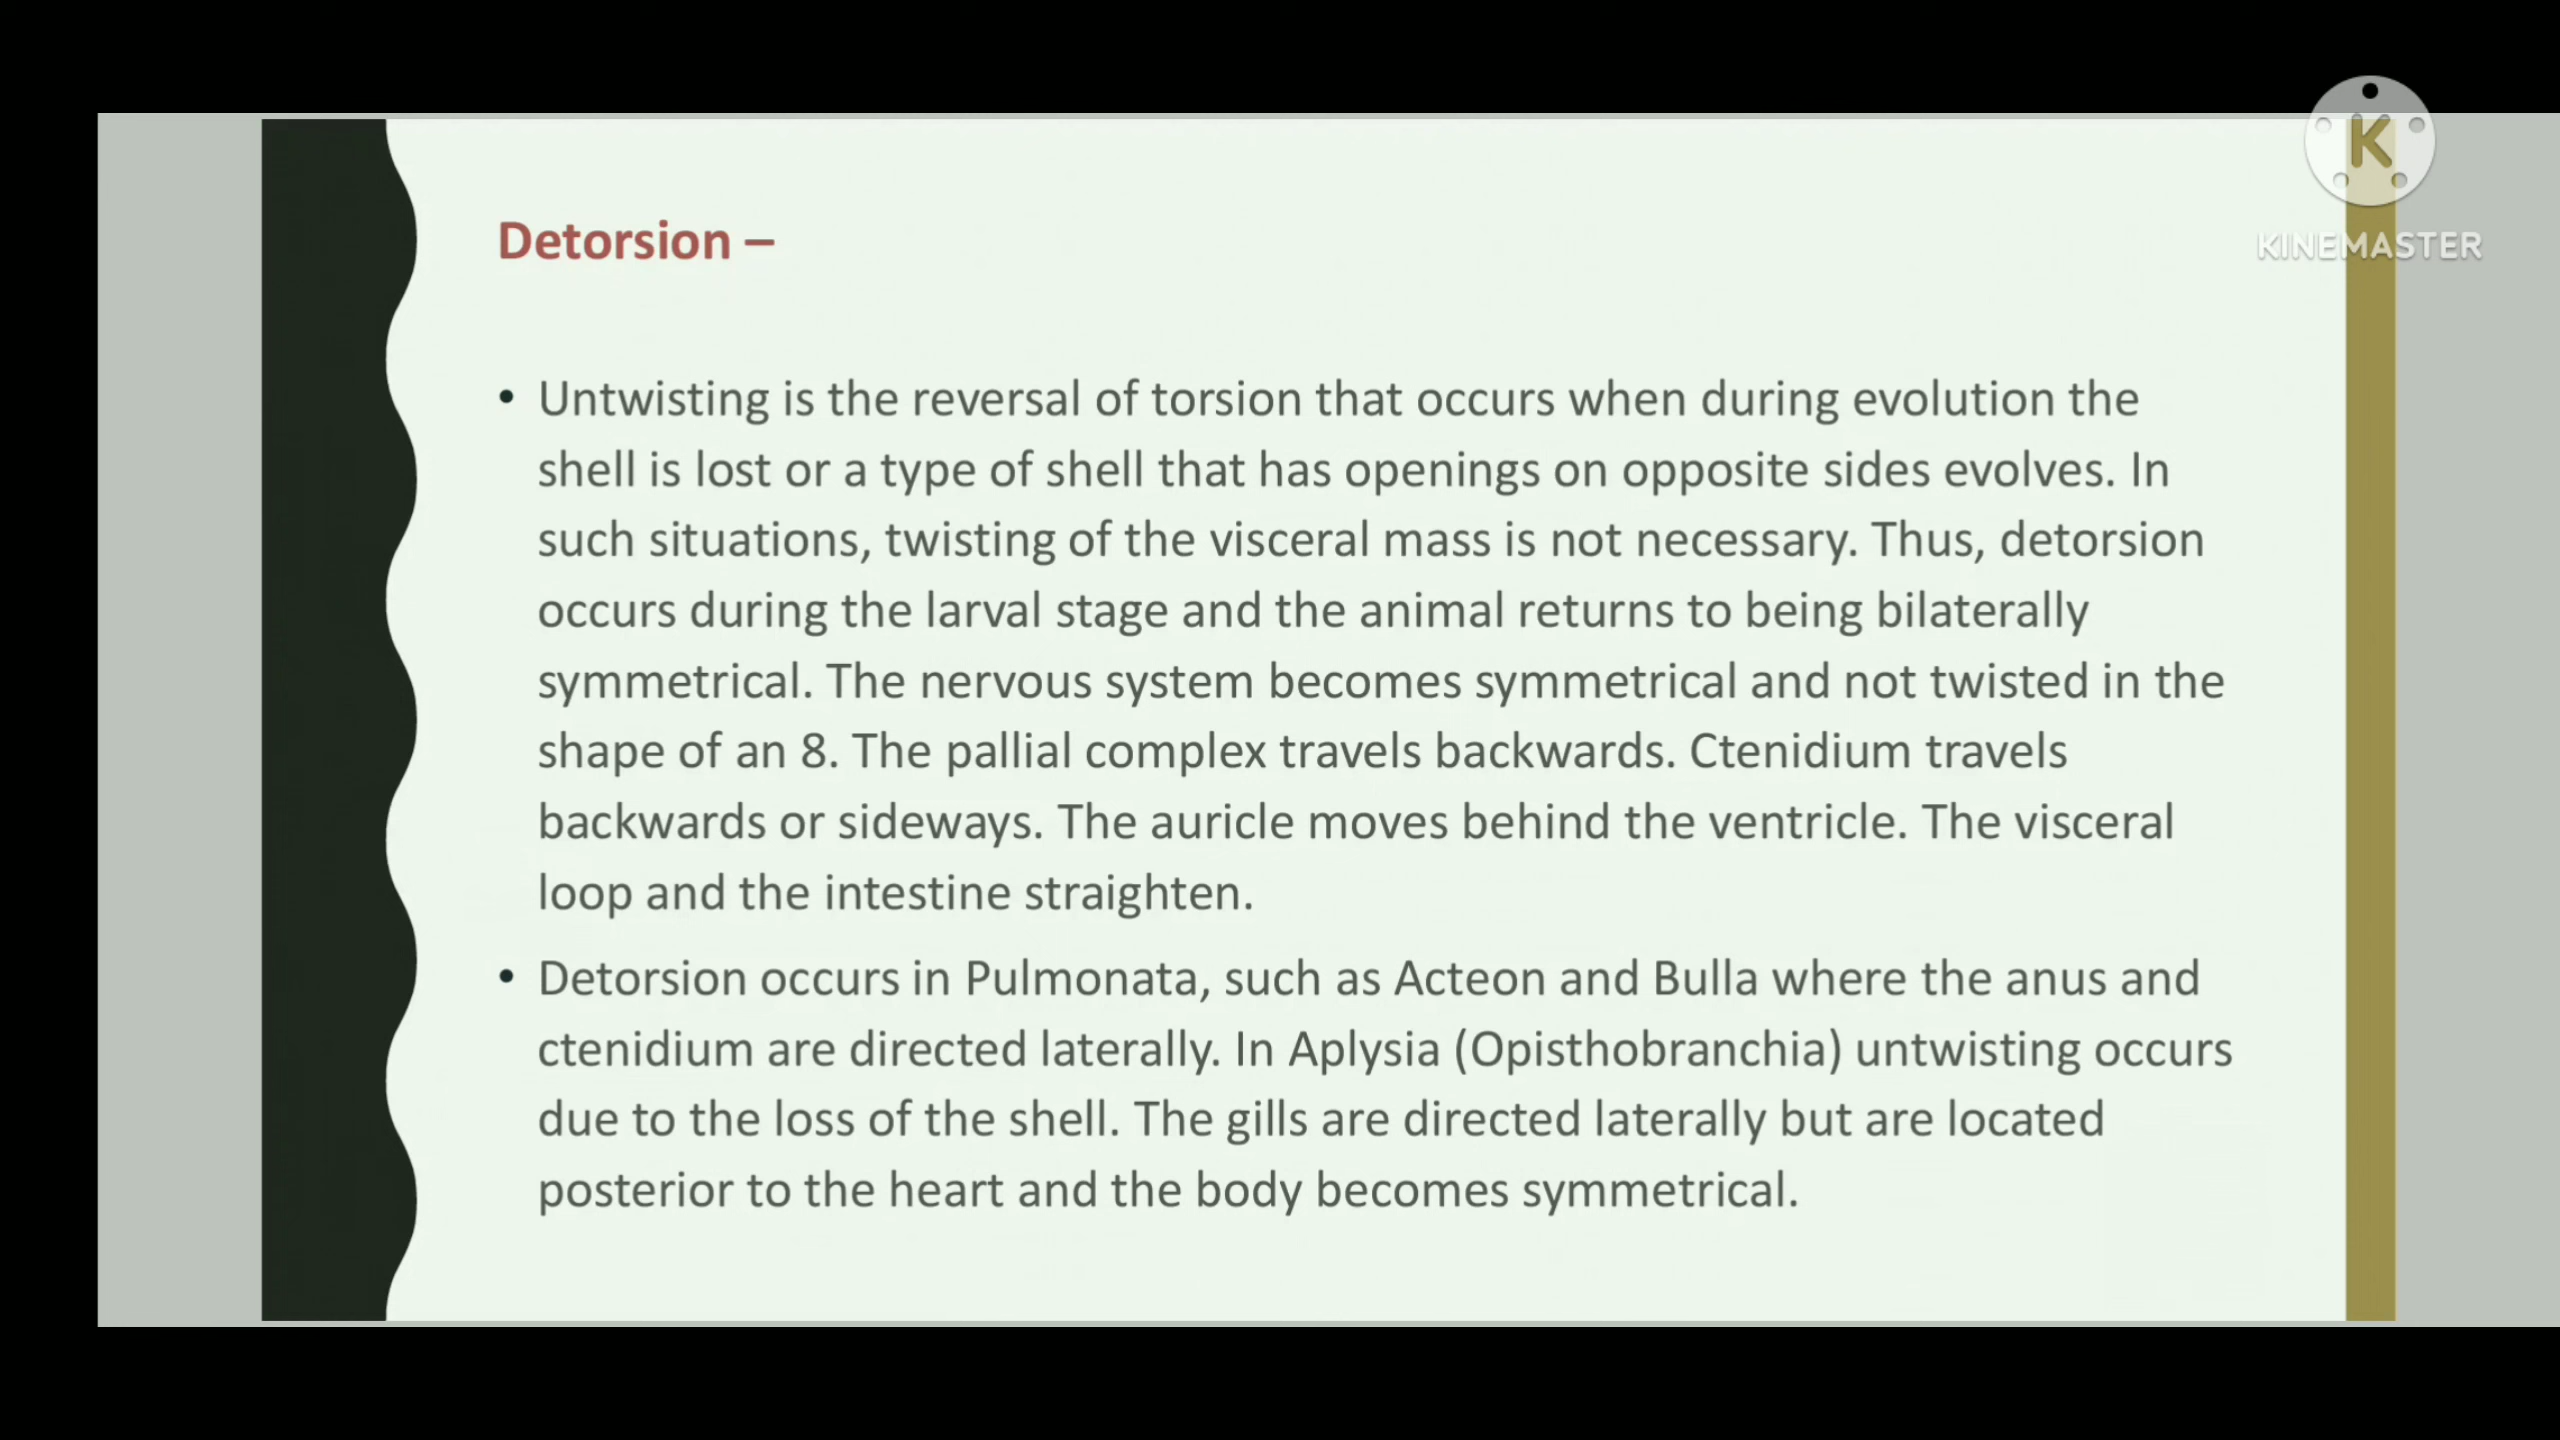 K
KINEMASTER
Detorsion –
• Untwisting is the reversal of torsion that occurs when during evolution the
shell is lost or a type of shell that has openings on opposite sides evolves. In
such situations, twisting of the visceral mass is not necessary. Thus, detorsion
occurs during the larval stage and the animal returns to being bilaterally
symmetrical. The nervous system becomes symmetrical and not twisted in the
shape of an 8. The pallial complex travels backwards. Ctenidium travels
backwards or sideways. The auricle moves behind the ventricle. The visceral
loop and the intestine straighten.
• Detorsion occurs in Pulmonata, such as Acteon and Bulla where the anus and
ctenidium are directed laterally. In Aplysia (Opisthobranchia) untwisting occurs
due to the loss of the shell. The gills are directed laterally but are located
posterior to the heart and the body becomes symmetrical.